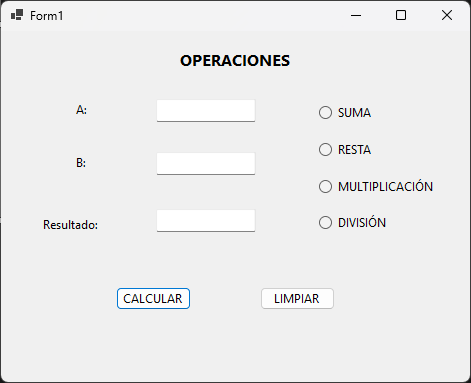 Form1
OPERACIONES
A:
SUMA
RESTA
B:
MULTIPLICACIÓN
Resultado:
DIVISIÓN
CALCULAR
LIMPIAR